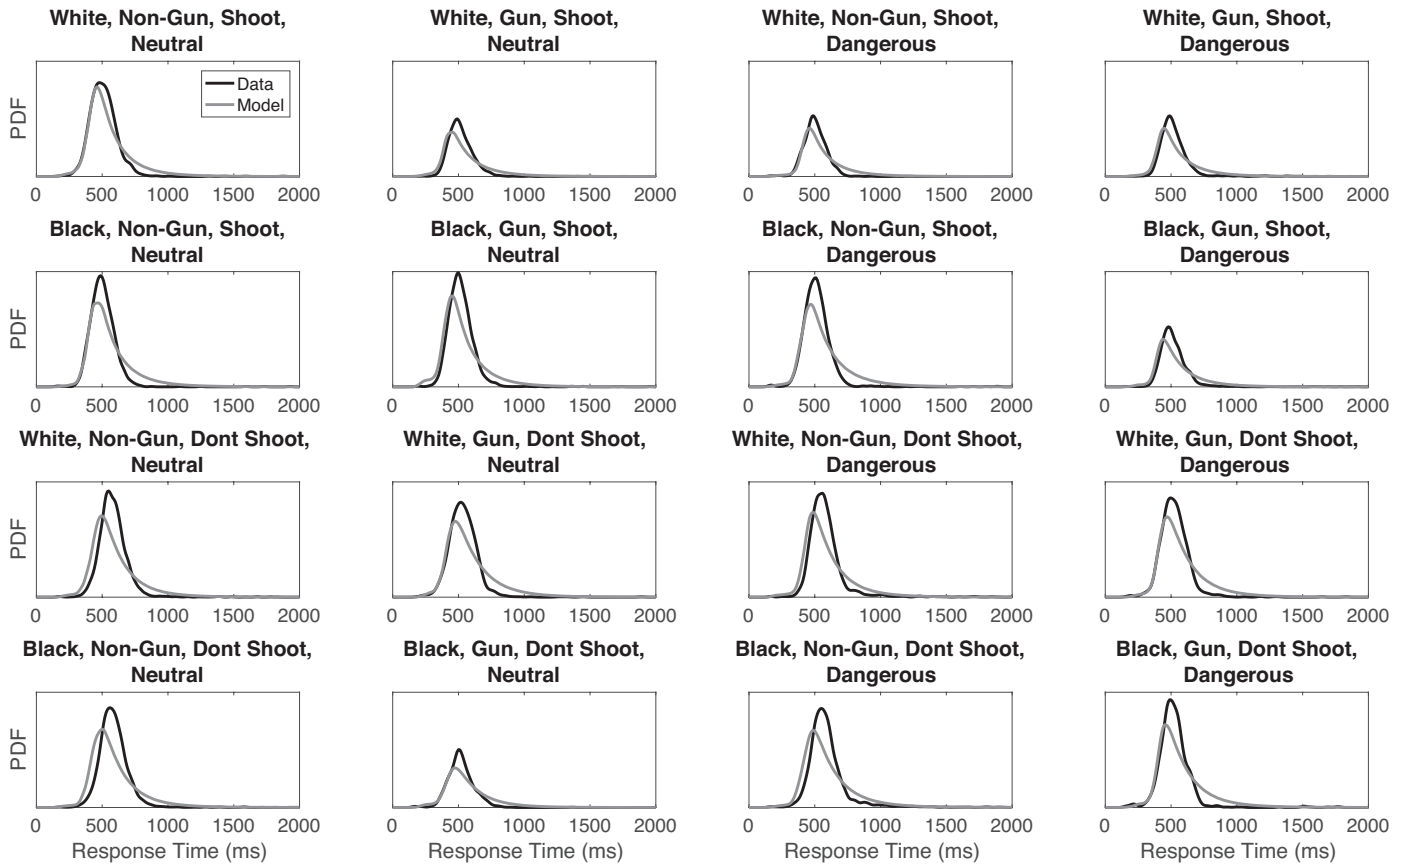 White, Non-Gun, Shoot,
Neutral
White, Gun, Shoot,
Neutral
White, Non-Gun, Shoot,
Dangerous
White, Gun, Shoot,
Dangerous
PDF
Data
Model
0 500 1000 1500 2000
0 500 1000 1500 2000
0 500 1000 1500 2000
0 500 1000 1500 2000
Black, Non-Gun, Shoot,
Neutral
Black, Gun, Shoot,
Neutral
Black, Non-Gun, Shoot,
Dangerous
Black, Gun, Shoot,
Dangerous
PDF
0 500 1000 1500 2000
0 500 1000 1500 2000
0 500 1000 1500 2000
0 500 1000 1500 2000
White, Non-Gun, Dont Shoot,
Neutral
White, Gun, Dont Shoot,
Neutral
White, Non-Gun, Dont Shoot,
Dangerous
White, Gun, Dont Shoot,
Dangerous
PDF
0 500 1000 1500 2000
0 500 1000 1500 2000
0 500 1000 1500 2000
0 500 1000 1500 2000
Black, Non-Gun, Dont Shoot,
Neutral
Black, Gun, Dont Shoot,
Neutral
Black, Non-Gun, Dont Shoot,
Dangerous
Black, Gun, Dont Shoot,
Dangerous
PDF
0 500 1000 1500 2000
0 500 1000 1500 2000
0 500 1000 1500 2000
0 500 1000 1500 2000
Response Time (ms)
Response Time (ms)
Response Time (ms)
Response Time (ms)